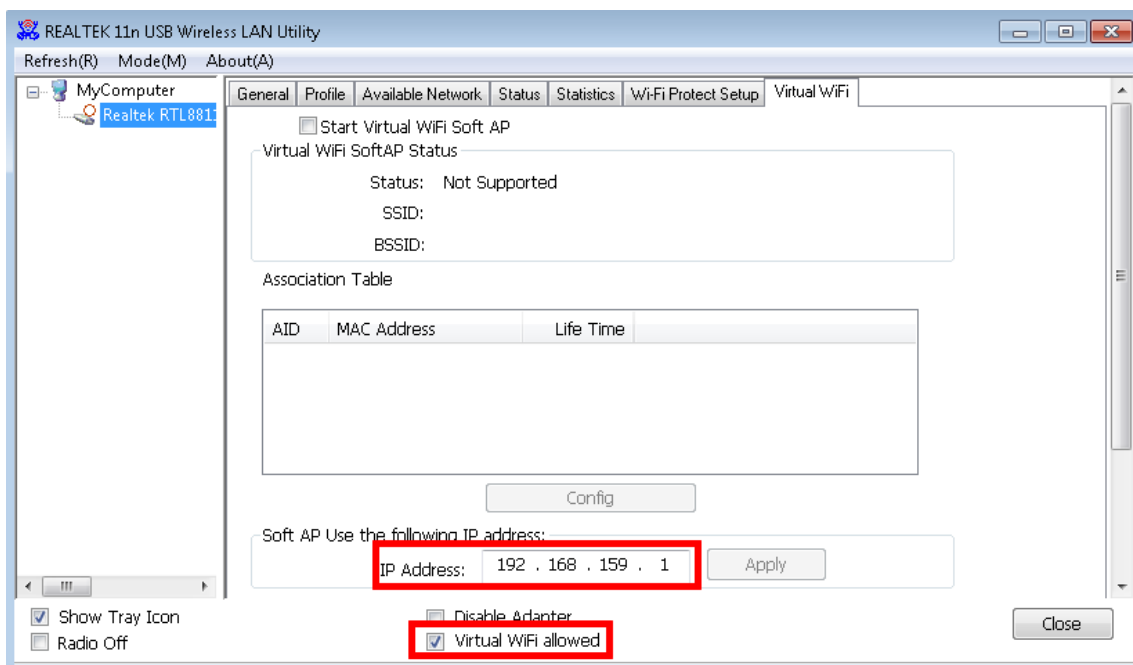 REALTEK 11n USB Wireless LAN Utility
Refresh(R) Mode(M) About(A)
MyComputer
Realtek RTL881
General Profile Available Network Status Statistics Wi-Fi Protect Setup Virtual WiFi
Start Virtual WiFi Soft AP
Virtual WiFi SoftAP Status
Status: Not Supported
SSID:
BSSID:
Association Table
AID MAC Address Life Time
Config
Soft AP Use the following IP address:
IP Address: 192 . 168 . 159 . 1 Apply
Show Tray Icon Disable Adapter
Radio Off Virtual WiFi allowed
Close